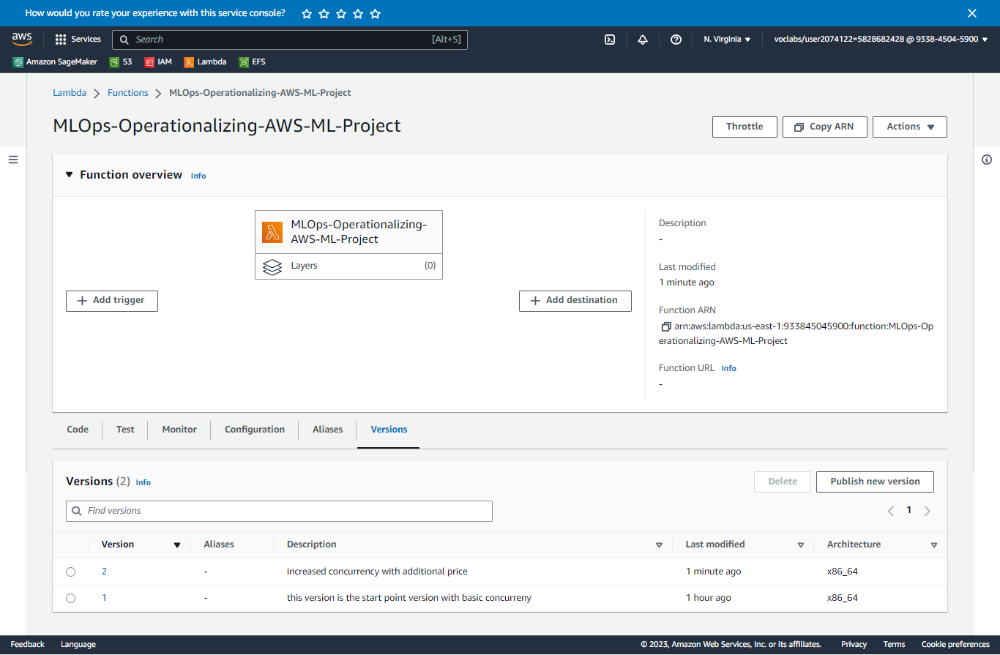 How would you rate your experience with this service console?
aws Services Search [Alt+S] N. Virginia voclabs/user2074122=5828682428 @ 9338-4504-5900
Amazon SageMaker S3 IAM Lambda EFS
Lambda Functions MLOps-Operationalizing-AWS-ML-Project
MLOps-Operationalizing-AWS-ML-Project Throttle Copy ARN Actions
Function overview Info
MLOps-Operationalizing-
AWS-ML-Project
Layers (0)
Add trigger
Add destination
Description
-
Last modified
1 minute ago
Function ARN
arn:aws:lambda:us-east-1:933845045900:function:MLOps-Op
erationalizing-AWS-ML-Project
Function URL Info
-
Code Test Monitor Configuration Aliases Versions
Versions (2) Info Delete Publish new version
Find versions 1
Version Aliases Description Last modified Architecture
2 - increased concurrency with additional price 1 minute ago x86_64
1 - this version is the start point version with basic concurreny 1 hour ago x86_64
Feedback Language © 2023, Amazon Web Services, Inc. or its affiliates. Privacy Terms Cookie preferences